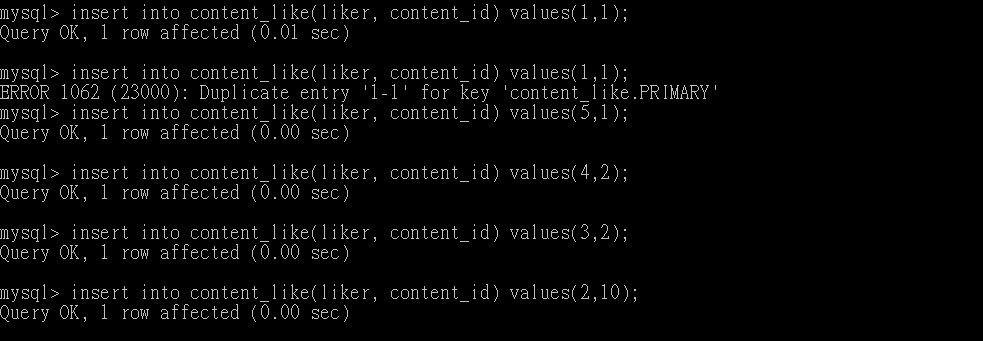 mysql> insert into content_like(liker, content_id) values(1,1);
Query OK, 1 row affected (0.01 sec)
mysql> insert into content_like(liker, content_id) values(1,1);
ERROR 1062 (23000): Duplicate entry '1-1' for key 'content_like.PRIMARY'
mysql> insert into content_like(liker, content_id) values(5,1);
Query OK, 1 row affected (0.00 sec)
mysql> insert into content_like(liker, content_id) values(4,2);
Query OK, 1 row affected (0.00 sec)
mysql> insert into content_like(liker, content_id) values(3,2);
Query OK, 1 row affected (0.00 sec)
mysql> insert into content_like(liker, content_id) values(2,10);
Query OK, 1 row affected (0.00 sec)